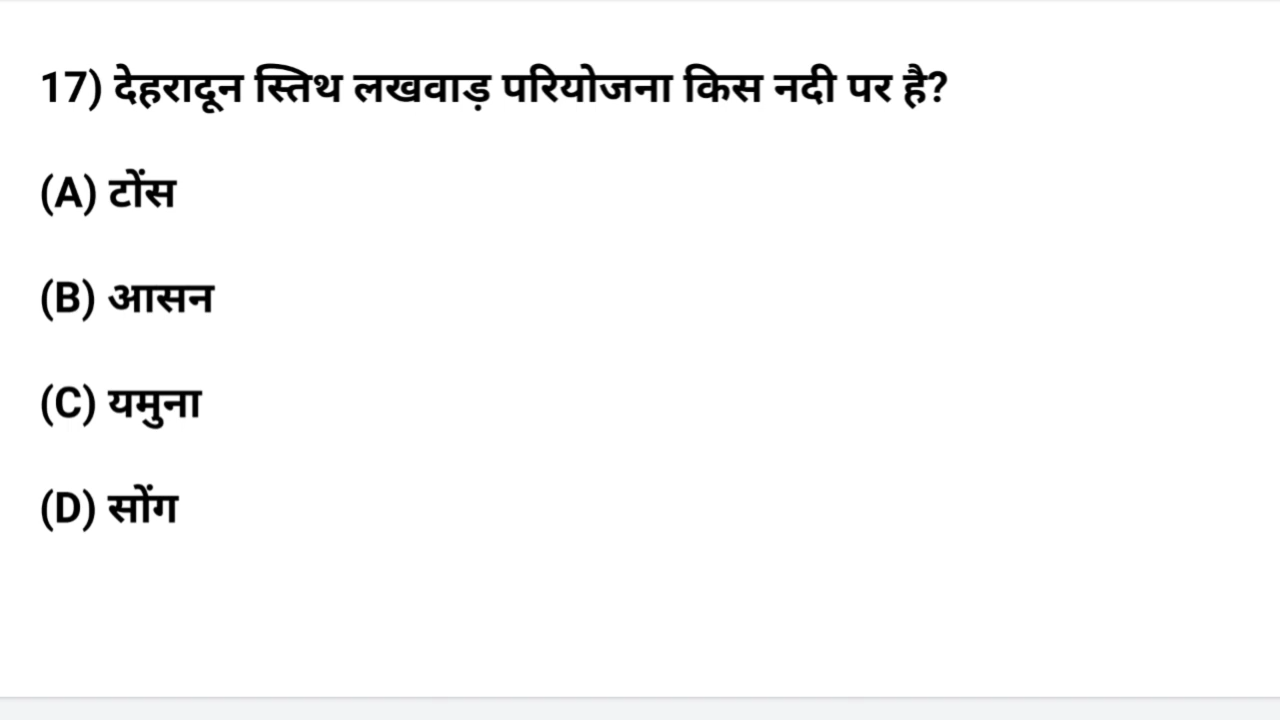 17) देहरादून स्तिथ लखवाड़ परियोजना किस नदी पर है?
(A) टोंस
(B) आसन
(C) यमुना
(D) सोंग